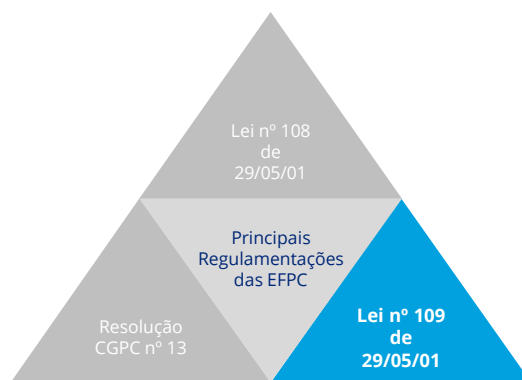 Lei nº 108
de
29/05/01
Principais
Regulamentações
das EFPC
Resolução
CGPC nº 13
Lei nº 109
de
29/05/01